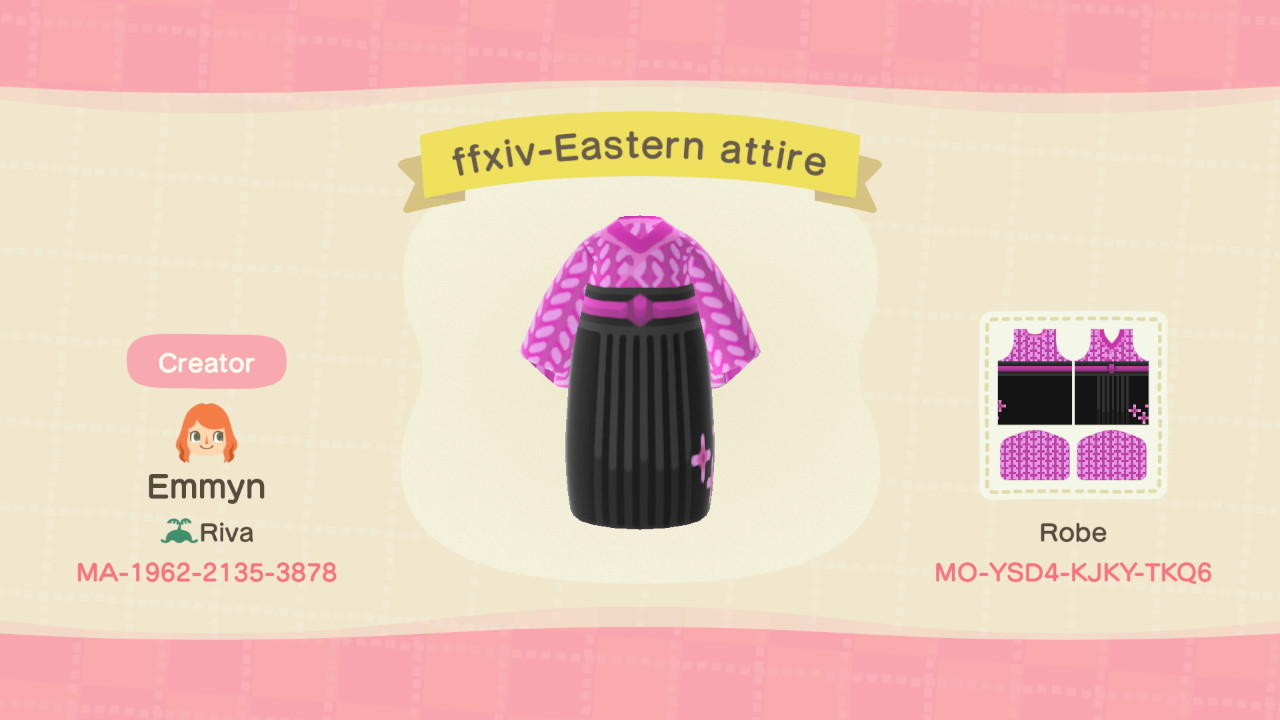 ffxiv-Eastern attire
Creator
Emmyn
Riva
MA-1962-2135-3878
Robe
MO-YSD4-KJKY-TKQ6